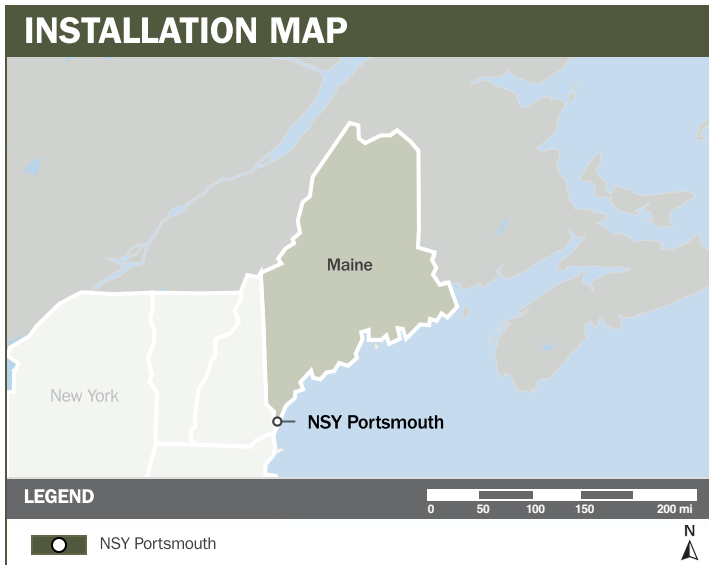 INSTALLATION MAP
Maine
New York
NSY Portsmouth
LEGEND
0 50 100 150 200 mi
NSY Portsmouth
N